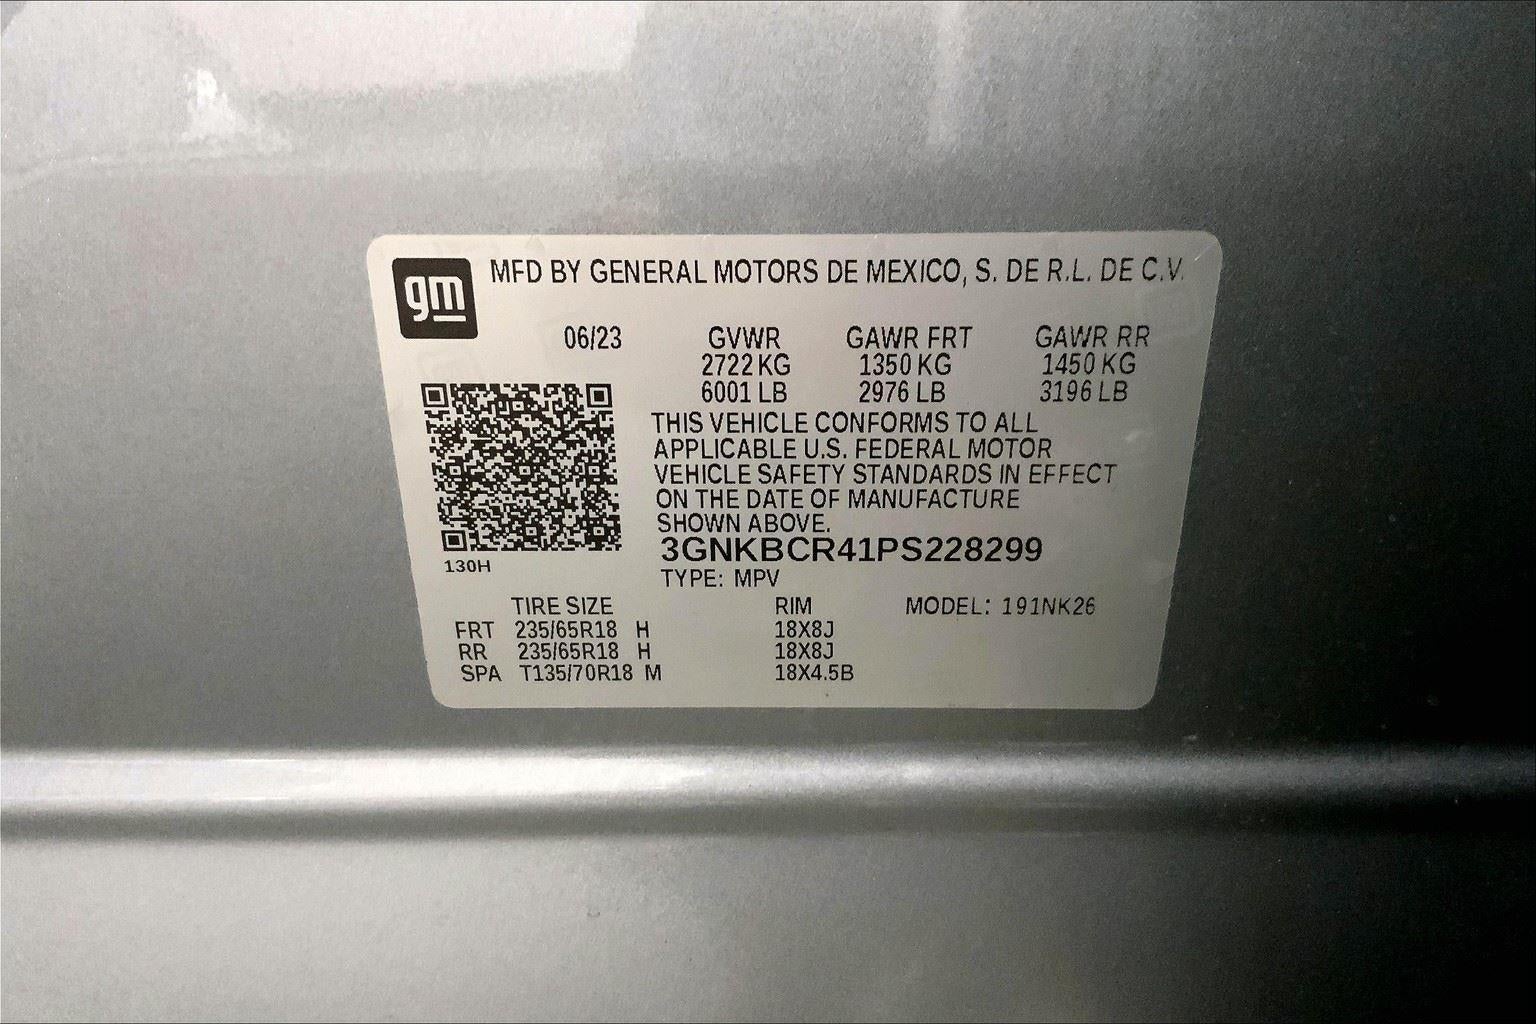 gm
MFD BY GENERAL MOTORS DE MEXICO, S. DE R.L. DE C.V.
06/23 GVWR GAWR FRT GAWR RR
2722 KG 1350 KG 1450 KG
6001 LB 2976 LB 3196 LB
THIS VEHICLE CONFORMS TO ALL
APPLICABLE U.S. FEDERAL MOTOR
VEHICLE SAFETY STANDARDS IN EFFECT
ON THE DATE OF MANUFACTURE
SHOWN ABOVE.
3GNKBCR41PS228299
130H
TYPE: MPV
TIRE SIZE RIM MODEL: 191NK26
FRT 235/65R18 H 18X8J
RR 235/65R18 H 18X8J
SPA T135/70R18 M 18X4.5B